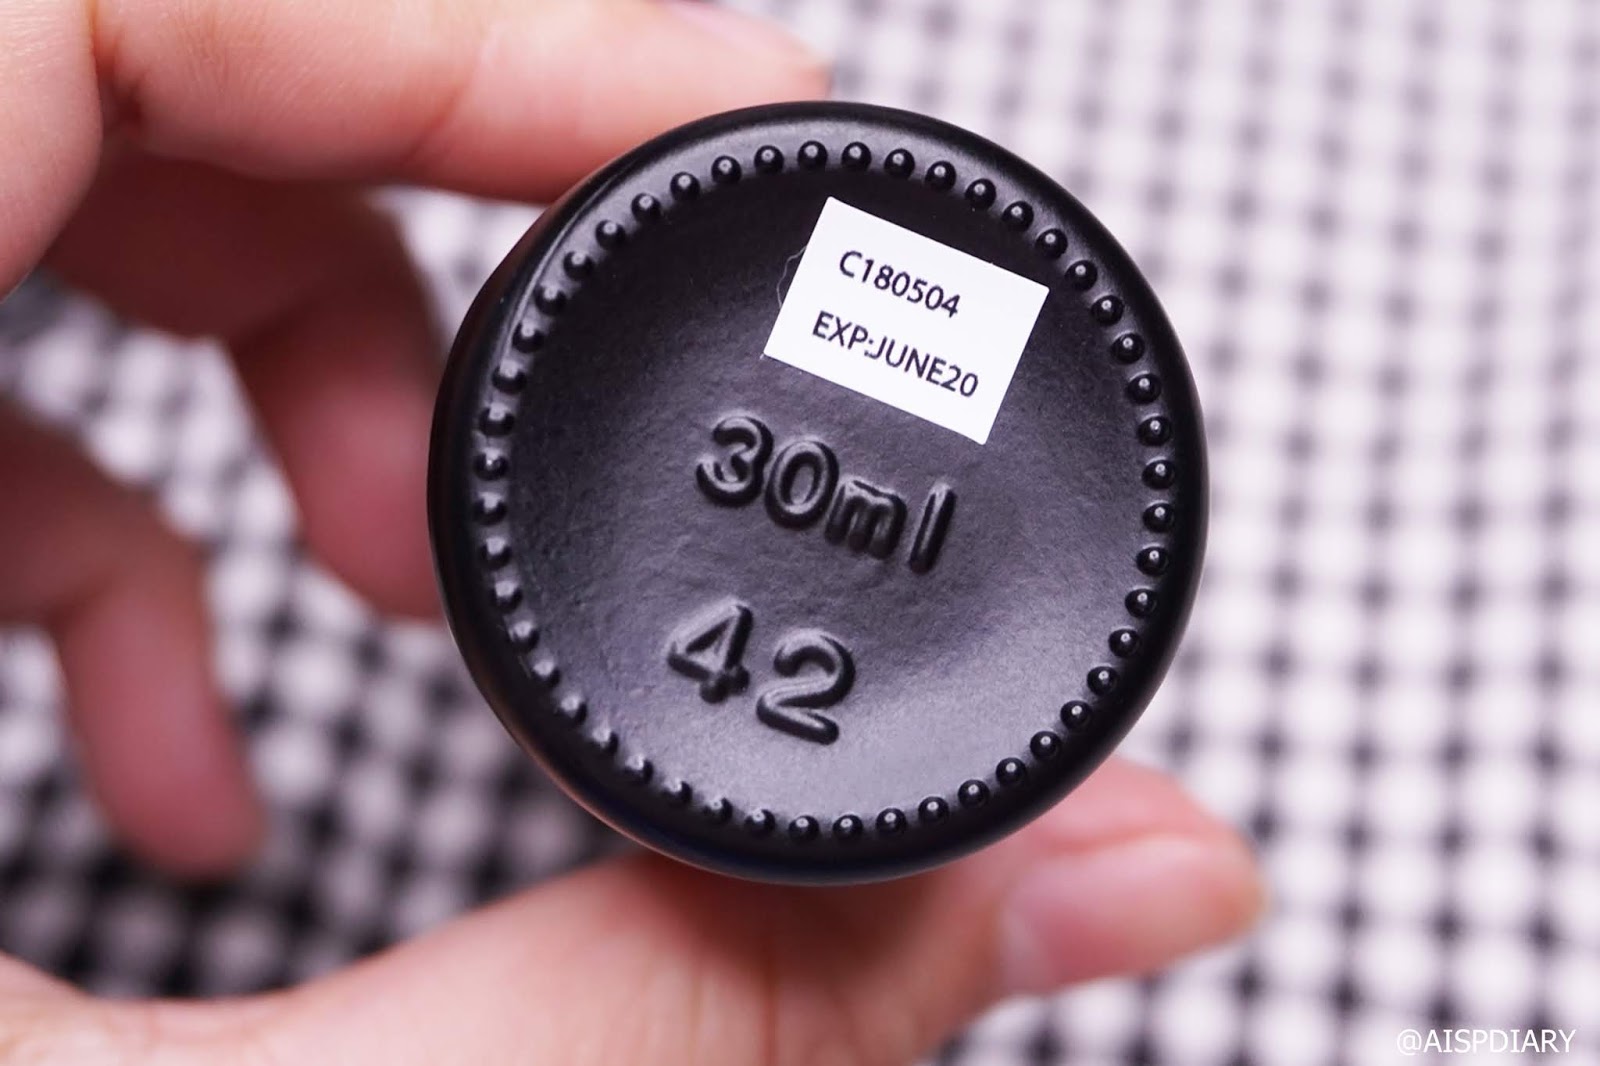 C180504
EXP:JUNE20
30ml
42
@AISPDIARY